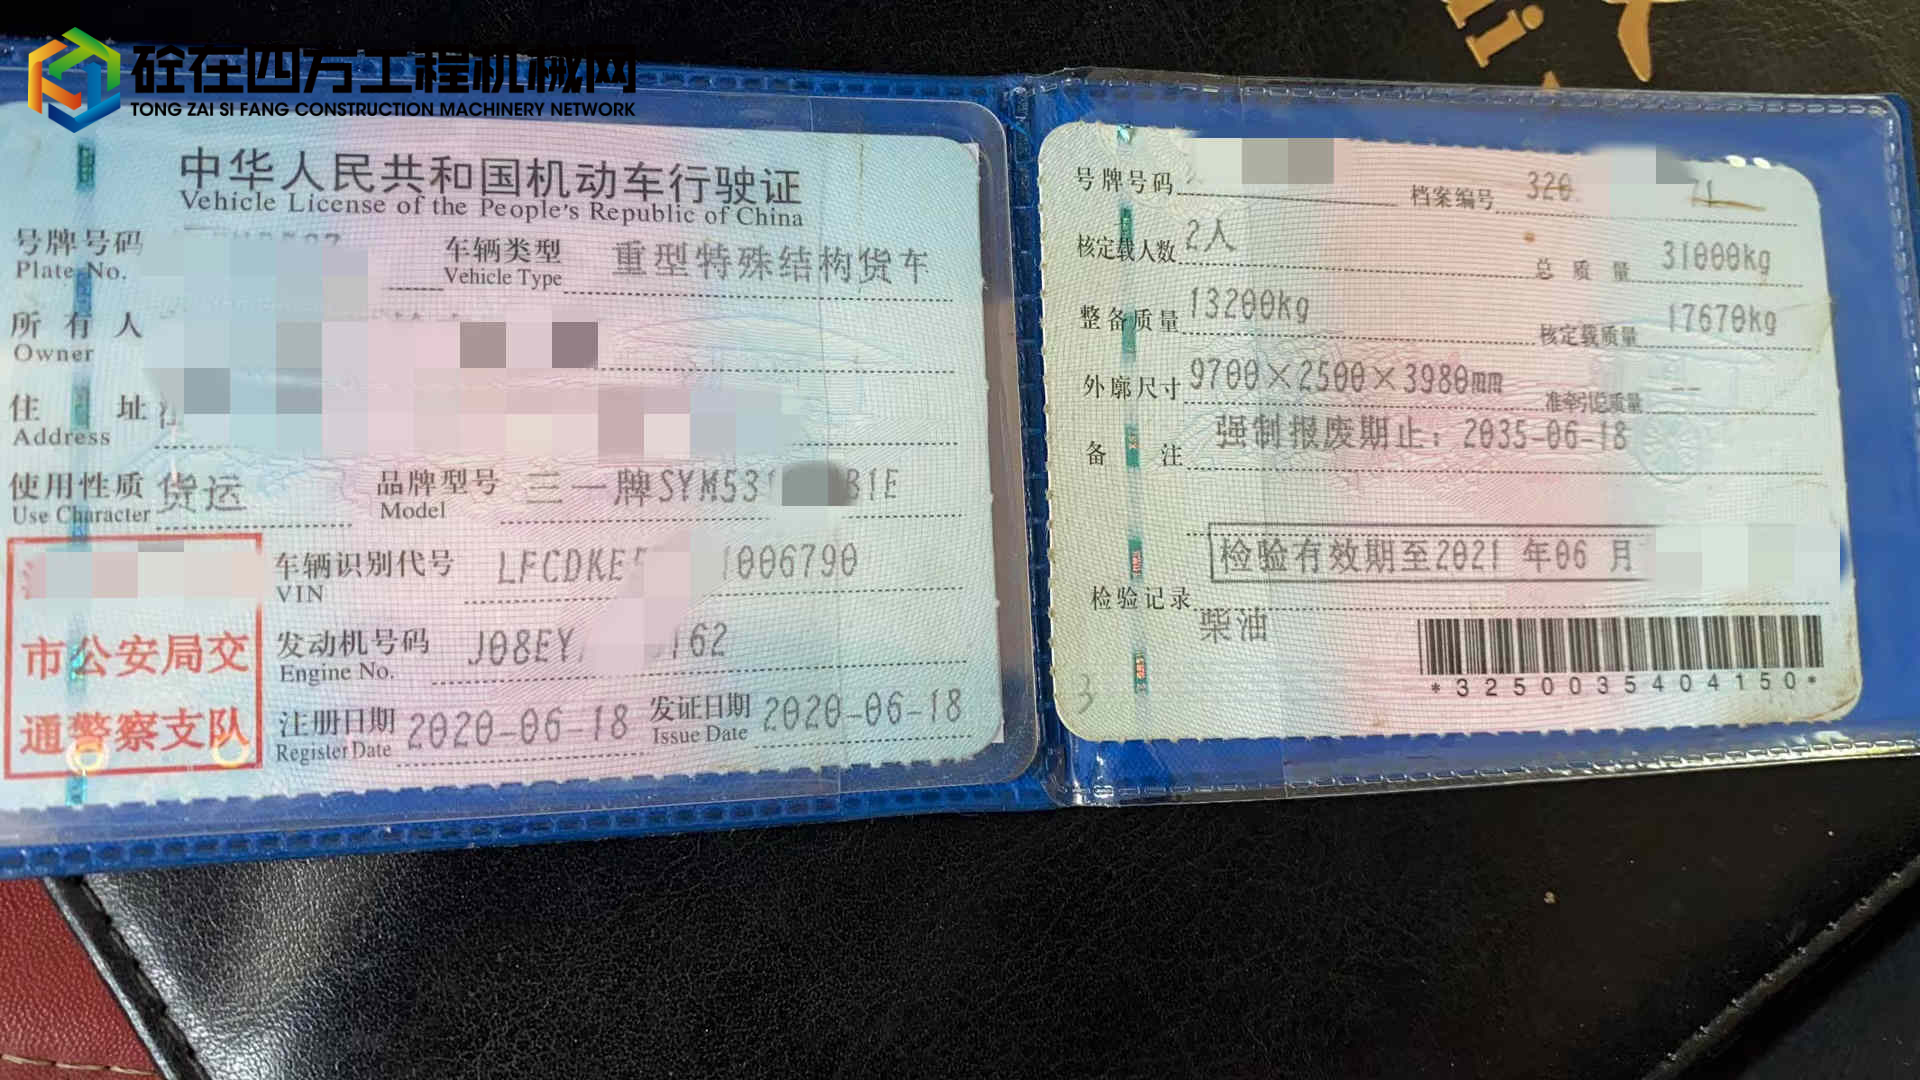 砼在四方工程机械网
TONG ZAI SI FANG CONSTRUCTION MACHINERY NETWORK
中华人民共和国机动车行驶证
Vehicle License of the People's Republic of China
号牌号码
Plate No.
车辆类型 重型特殊结构货车
Vehicle Type
所有人
Owner
住址
Address
使用性质 货运
Use Character
品牌型号 三一牌SYM531 B1E
Model
车辆识别代号 LFCDKE 1006790
VIN
发动机号码 J08EY 162
Engine No.
市公安局交
通警察支队
注册日期 2020-06-18
Register Date
发证日期 2020-06-18
Issue Date
号牌号码
档案编号 320
核定载人数 2人
总质量 31000kg
整备质量 13200kg
核定载质量 17670kg
外廓尺寸 9700×2500×3980mm
准牵引总质量 --
备注 强制报废期止：2035-06-18
检验有效期至2021 年06 月
检验记录
柴油
*3250035404150*